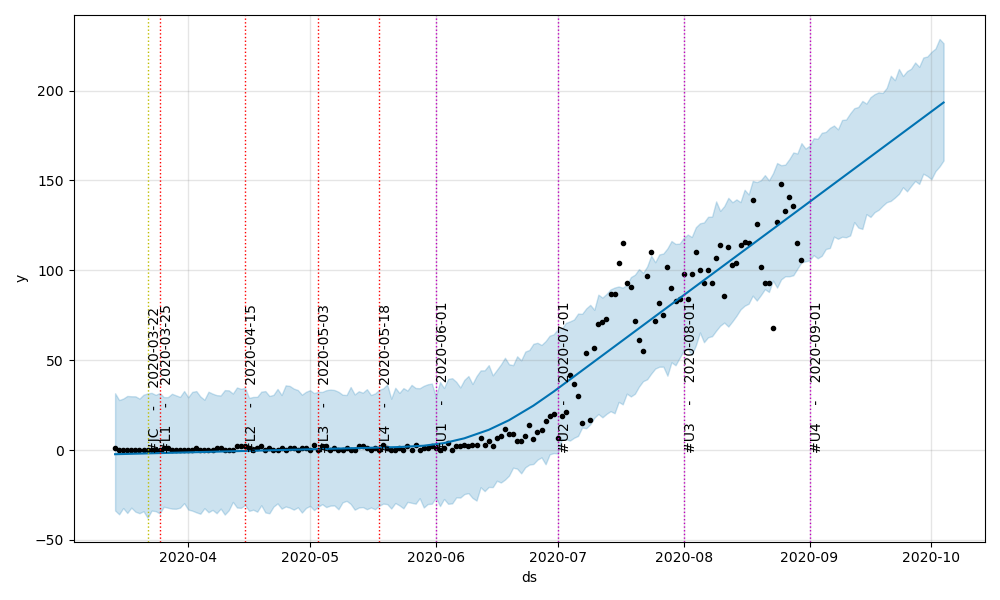 200
150
100
50
0
−50
y
#JC - 2020-03-22
#L1 - 2020-03-25
#L2 - 2020-04-15
#L3 - 2020-05-03
#L4 - 2020-05-18
#U1 - 2020-06-01
#U2 - 2020-07-01
#U3 - 2020-08-01
#U4 - 2020-09-01
2020-04 2020-05 2020-06 2020-07 2020-08 2020-09 2020-10
ds